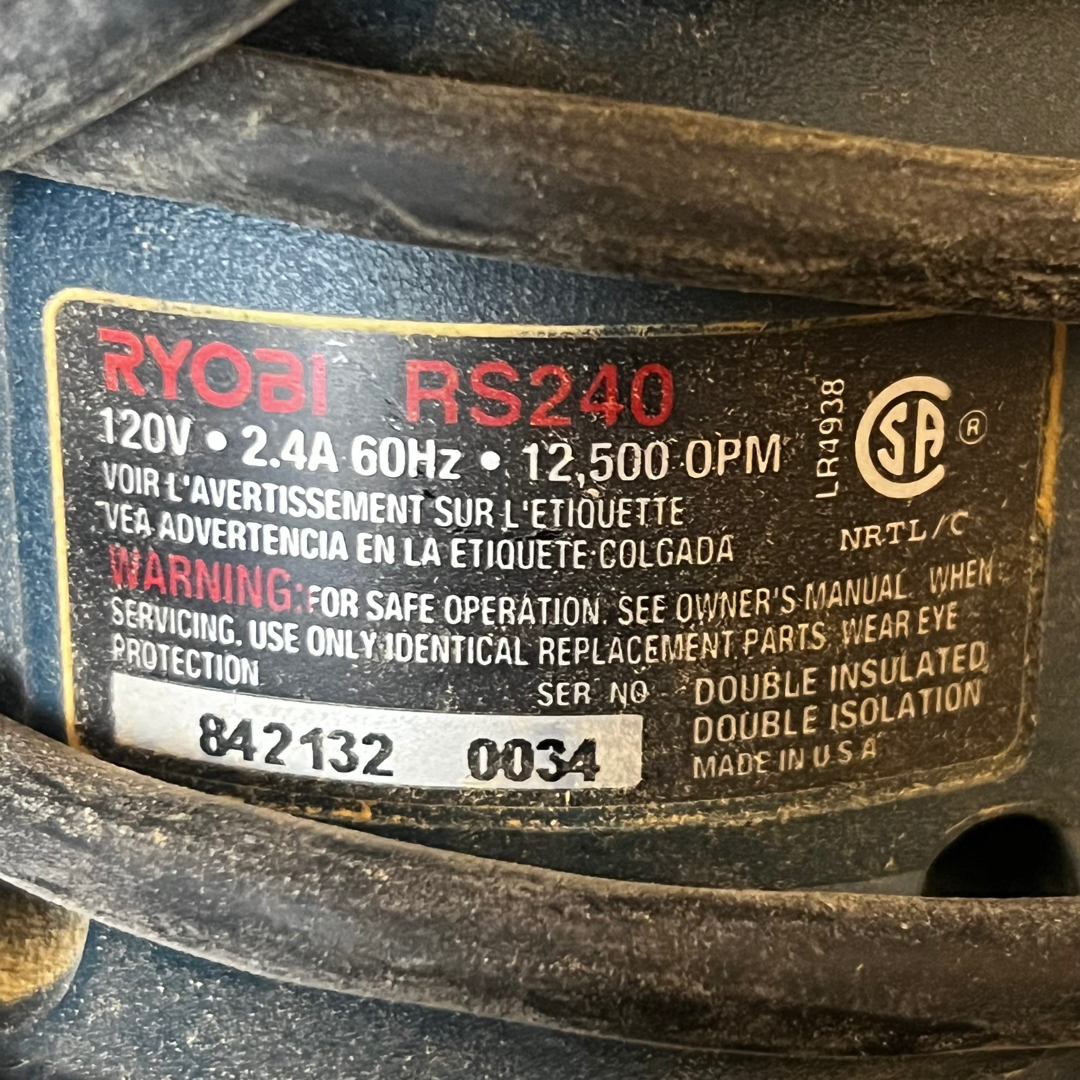 RYOBI RS240
120V • 2.4A 60Hz • 12,500 OPM
VOIR L'AVERTISSEMENT SUR L'ETIQUETTE
VEA ADVERTENCIA EN LA ETIQUETE COLGADA
WARNING: FOR SAFE OPERATION, SEE OWNER'S MANUAL. WHEN
SERVICING, USE ONLY IDENTICAL REPLACEMENT PARTS, WEAR EYE
PROTECTION
SER NO
842132 0034
DOUBLE INSULATED
DOUBLE ISOLATION
MADE IN U S A
LR4938
CSA ®
NRTL/C